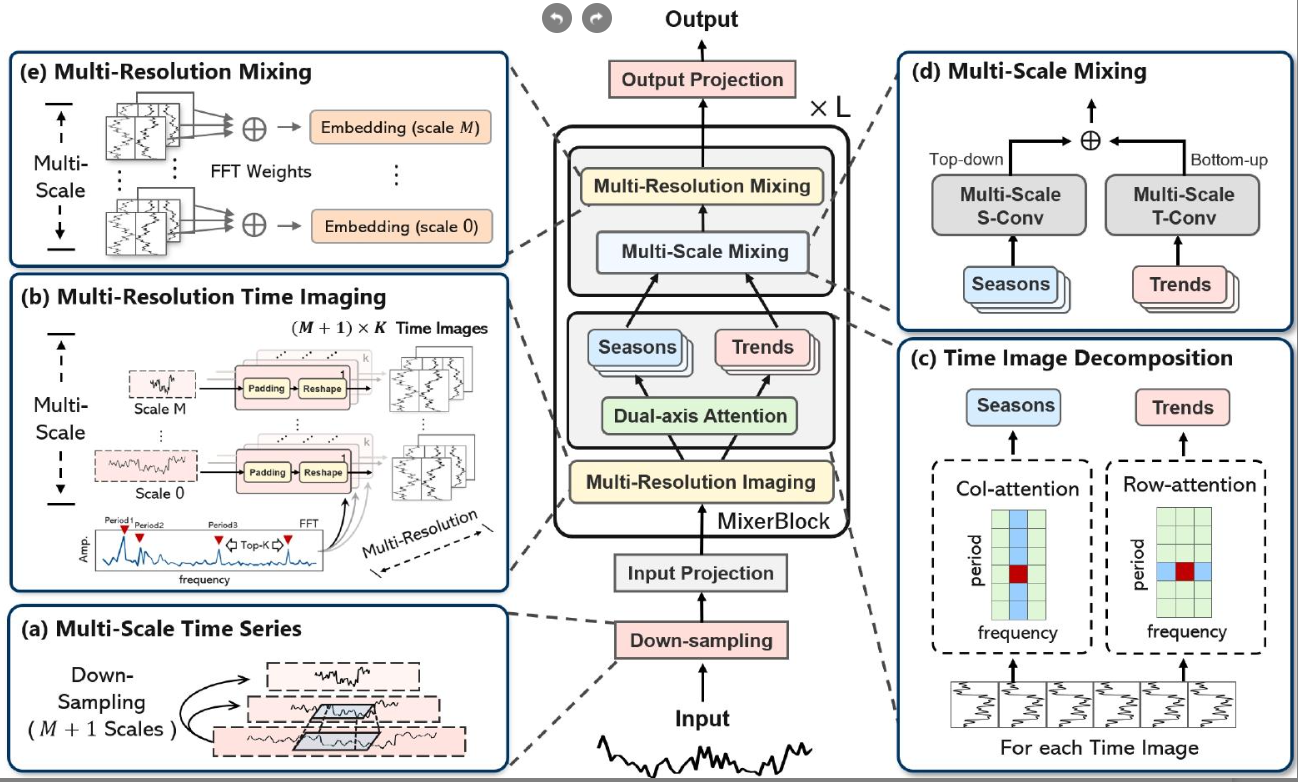 Output
Output Projection
× L
Multi-Resolution Mixing
Multi-Scale Mixing
Seasons
Trends
Dual-axis Attention
Multi-Resolution Imaging
MixerBlock
Input Projection
Down-sampling
Input
(e) Multi-Resolution Mixing
Multi-
Scale
Embedding (scale M)
FFT Weights
Embedding (scale 0)
(b) Multi-Resolution Time Imaging
(M + 1) × K Time Images
Multi-
Scale
k
1
Padding
Reshape
Scale M
k
1
Padding
Reshape
Scale 0
Period1
Period2
Period3
FFT
Top-K
Amp.
frequency
Multi-Resolution
(a) Multi-Scale Time Series
Down-
Sampling
( M + 1 Scales )
(d) Multi-Scale Mixing
Top-down
Bottom-up
Multi-Scale
S-Conv
Multi-Scale
T-Conv
Seasons
Trends
(c) Time Image Decomposition
Seasons
Trends
Col-attention
Row-attention
period
period
frequency
frequency
For each Time Image